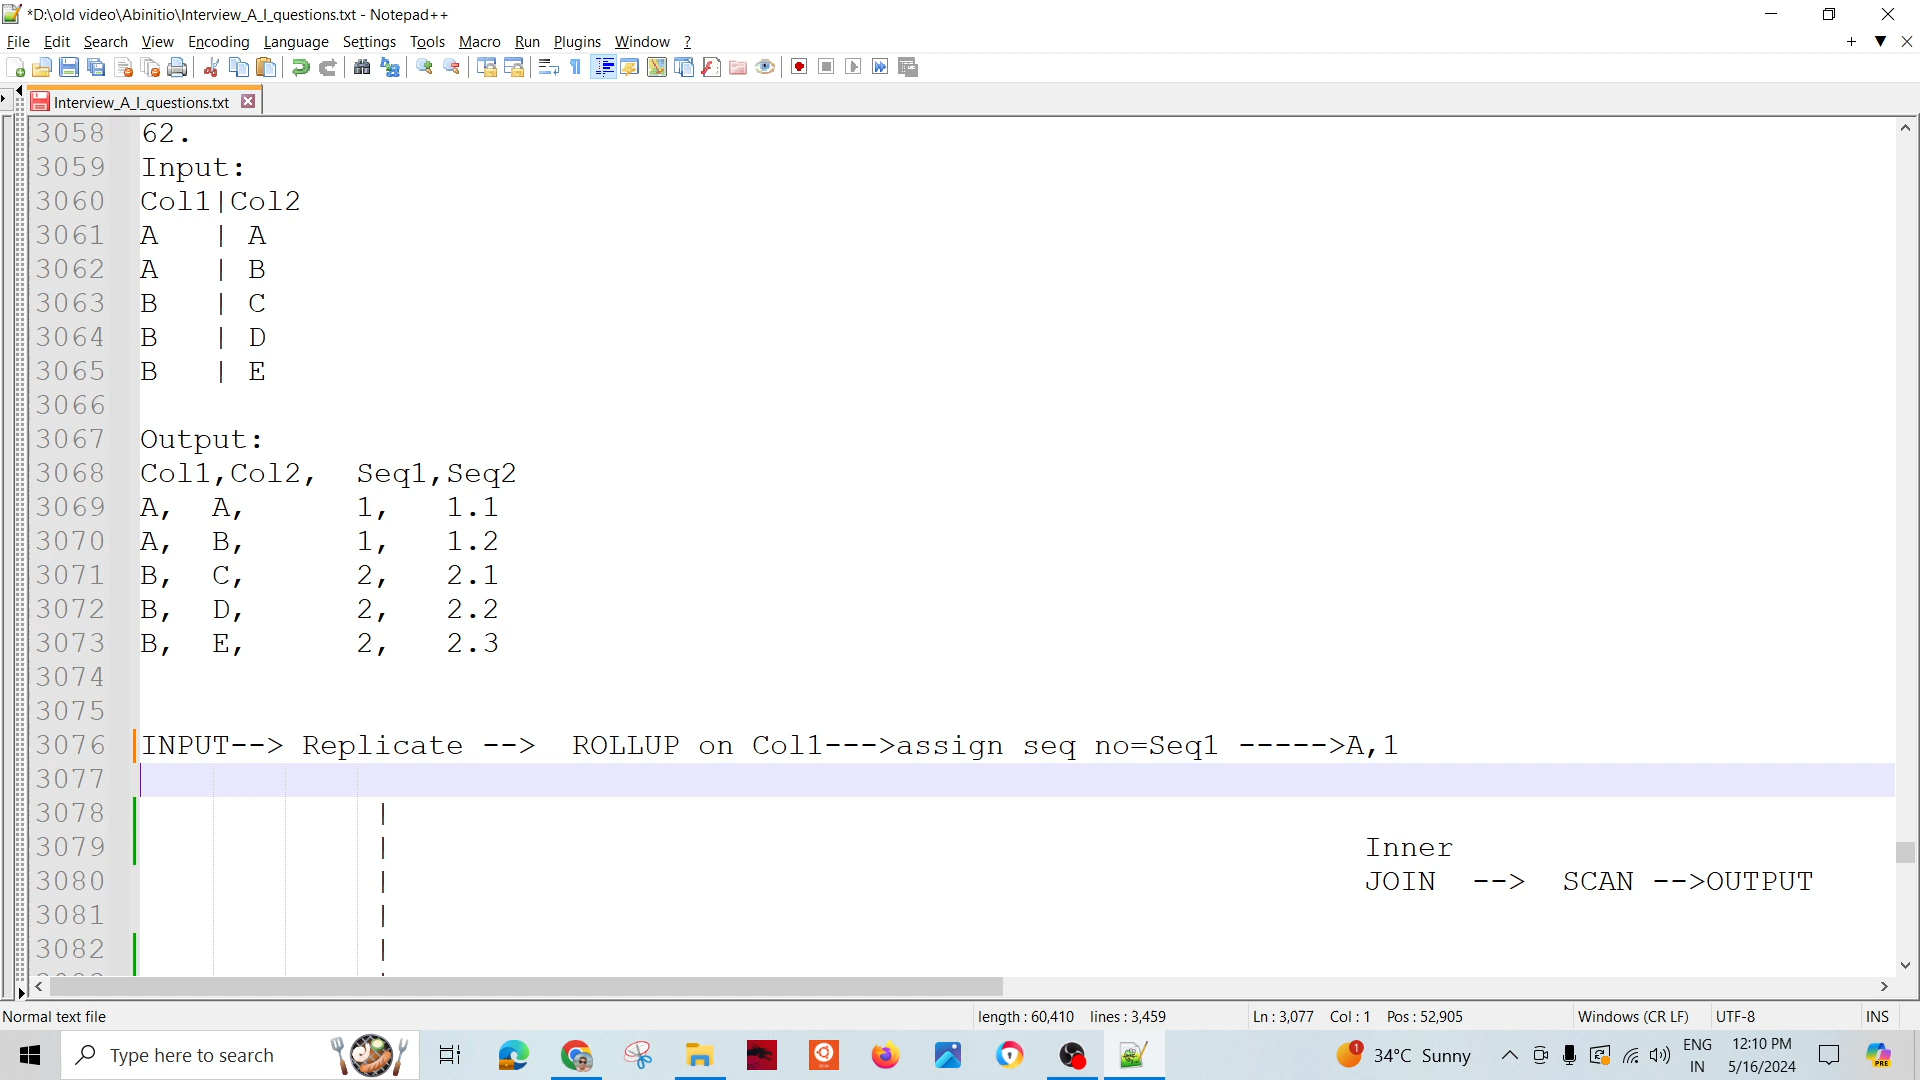 *D:\old video\Abinitio\Interview_A_I_questions.txt - Notepad++
File Edit Search View Encoding Language Settings Tools Macro Run Plugins Window ?
Interview_A_I_questions.txt
3058 62.
3059 Input:
3060 Col1|Col2
3061 A | A
3062 A | B
3063 B | C
3064 B | D
3065 B | E
3066
3067 Output:
3068 Col1,Col2, Seq1,Seq2
3069 A, A, 1, 1.1
3070 A, B, 1, 1.2
3071 B, C, 2, 2.1
3072 B, D, 2, 2.2
3073 B, E, 2, 2.3
3074
3075
3076 INPUT--> Replicate --> ROLLUP on Col1--->assign seq no=Seq1 ----->A,1
3077
3078 |
3079 | Inner
3080 | JOIN --> SCAN -->OUTPUT
3081 |
3082 |
Normal text file length : 60,410 lines : 3,459 Ln : 3,077 Col : 1 Pos : 52,905 Windows (CR LF) UTF-8 INS
Type here to search 34°C Sunny ENG IN 12:10 PM 5/16/2024